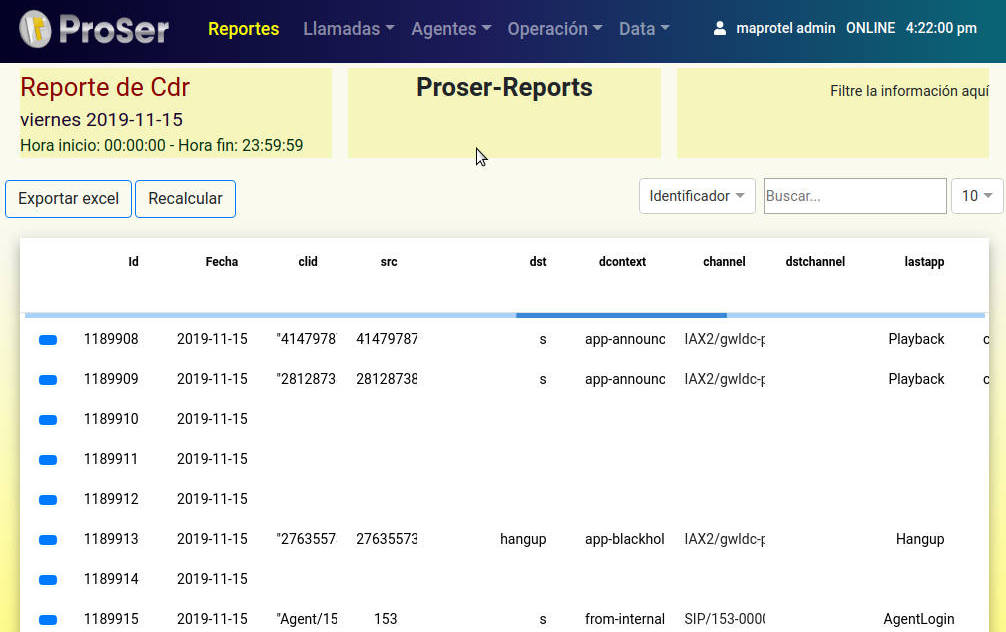 ProSer Reportes Llamadas Agentes Operación Data maprotel admin ONLINE 4:22:00 pm
Reporte de Cdr
viernes 2019-11-15
Hora inicio: 00:00:00 - Hora fin: 23:59:59
Proser-Reports
Filtre la información aquí
Exportar excel Recalcular Identificador Buscar... 10
Id Fecha clid src dst dcontext channel dstchannel lastapp
1189908 2019-11-15 "4147978 41479787 s app-announc IAX2/gwldc-p Playback c
1189909 2019-11-15 "2812873 28128738 s app-announc IAX2/gwldc-p Playback c
1189910 2019-11-15
1189911 2019-11-15
1189912 2019-11-15
1189913 2019-11-15 "2763557 27635573 hangup app-blackhol IAX2/gwldc-p Hangup
1189914 2019-11-15
1189915 2019-11-15 "Agent/15 153 s from-internal SIP/153-0000 AgentLogin